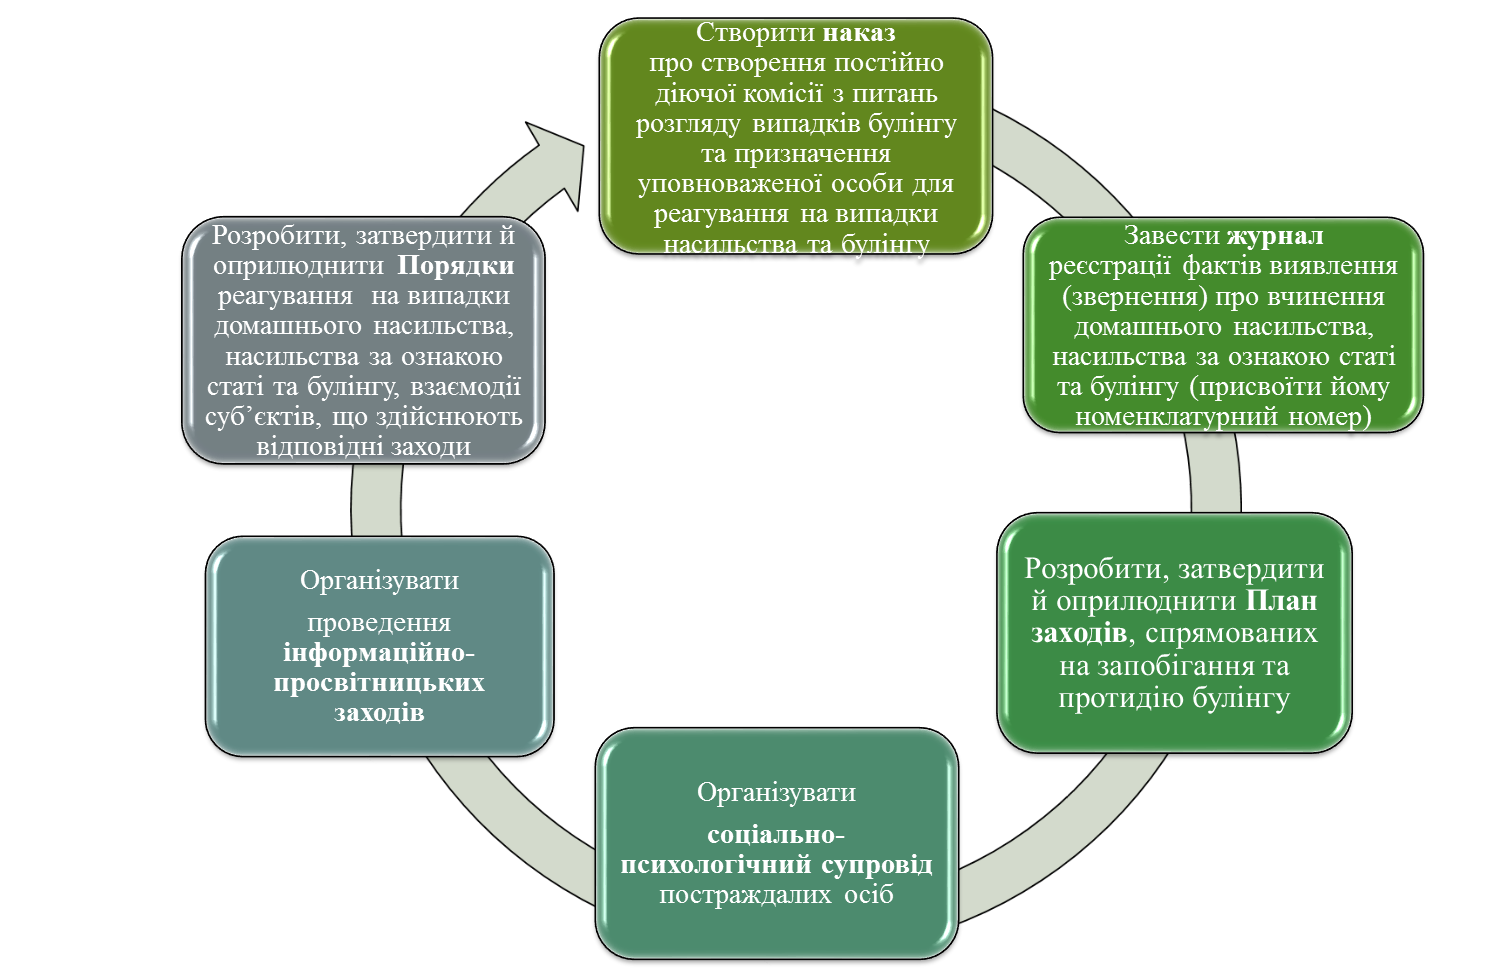 Створити наказ
про створення постійно
діючої комісії з питань
розгляду випадків булінгу
та призначення
уповноваженої особи для
реагування на випадки
насильства та булінгу
Завести журнал
реєстрації фактів виявлення
(звернення) про вчинення
домашнього насильства,
насильства за ознакою статі
та булінгу (присвоїти йому
номенклатурний номер)
Розробити, затвердити
й оприлюднити План
заходів, спрямованих
на запобігання та
протидію булінгу
Організувати
соціально-
психологічний супровід
постраждалих осіб
Організувати
проведення
інформаційно-
просвітницьких
заходів
Розробити, затвердити й
оприлюднити Порядки
реагування на випадки
домашнього насильства,
насильства за ознакою
статі та булінгу, взаємодії
суб’єктів, що здійснюють
відповідні заходи